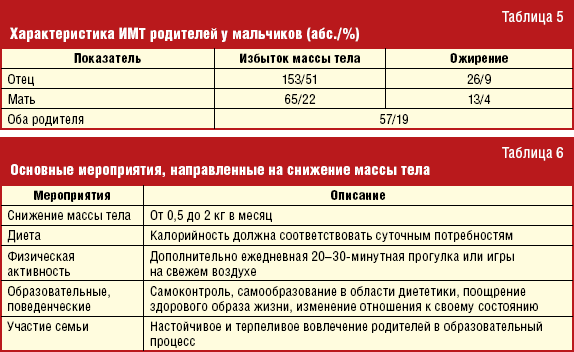 Таблица 5
Характеристика ИМТ родителей у мальчиков (абс./%)
Показатель Избыток массы тела Ожирение
Отец 153/51 26/9
Мать 65/22 13/4
Оба родителя 57/19
Таблица 6
Основные мероприятия, направленные на снижение массы тела
Мероприятия Описание
Снижение массы тела От 0,5 до 2 кг в месяц
Диета Калорийность должна соответствовать суточным потребностям
Физическая активность Дополнительно ежедневная 20–30-минутная прогулка или игры
на свежем воздухе
Образовательные, поведенческие Самоконтроль, самообразование в области диететики, поощрение
здорового образа жизни, изменение отношения к своему состоянию
Участие семьи Настойчивое и терпеливое вовлечение родителей в образовательный
процесс